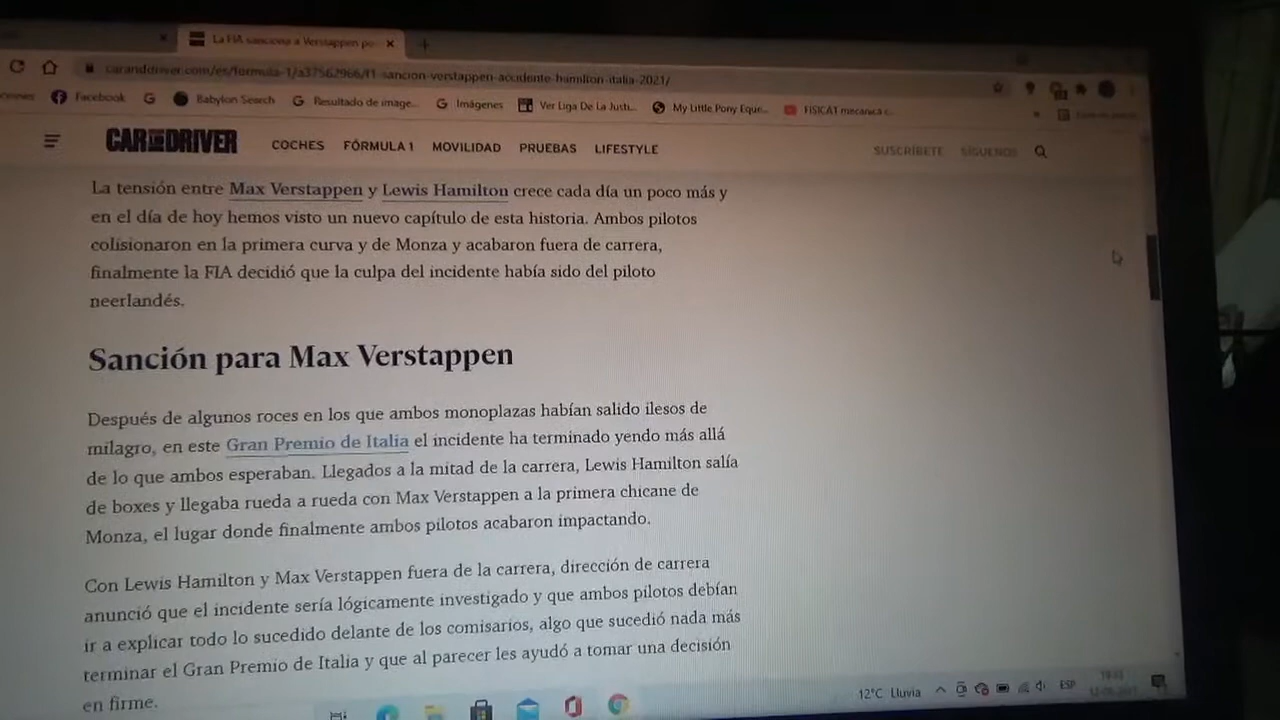 La FIA sanciona a Verstappen po
caranddriver.com/es/formula-1/a37562966/f1-sancion-verstappen-accidente-hamilton-italia-2021/
Facebook
Babylon Search
Resultado de image...
Imágenes
Ver Liga De La Justi...
My Little Pony Eque...
FISICA1 mecanica c...
CAR AND DRIVER
COCHES FÓRMULA 1 MOVILIDAD PRUEBAS LIFESTYLE
SUSCRÍBETE SÍGUENOS
La tensión entre Max Verstappen y Lewis Hamilton crece cada día un poco más y
en el día de hoy hemos visto un nuevo capítulo de esta historia. Ambos pilotos
colisionaron en la primera curva y de Monza y acabaron fuera de carrera,
finalmente la FIA decidió que la culpa del incidente había sido del piloto
neerlandés.
Sanción para Max Verstappen
Después de algunos roces en los que ambos monoplazas habían salido ilesos de
milagro, en este Gran Premio de Italia el incidente ha terminado yendo más allá
de lo que ambos esperaban. Llegados a la mitad de la carrera, Lewis Hamilton salía
de boxes y llegaba rueda a rueda con Max Verstappen a la primera chicane de
Monza, el lugar donde finalmente ambos pilotos acabaron impactando.
Con Lewis Hamilton y Max Verstappen fuera de la carrera, dirección de carrera
anunció que el incidente sería lógicamente investigado y que ambos pilotos debían
ir a explicar todo lo sucedido delante de los comisarios, algo que sucedió nada más
terminar el Gran Premio de Italia y que al parecer les ayudó a tomar una decisión
en firme.
12°C Lluvia
ESP